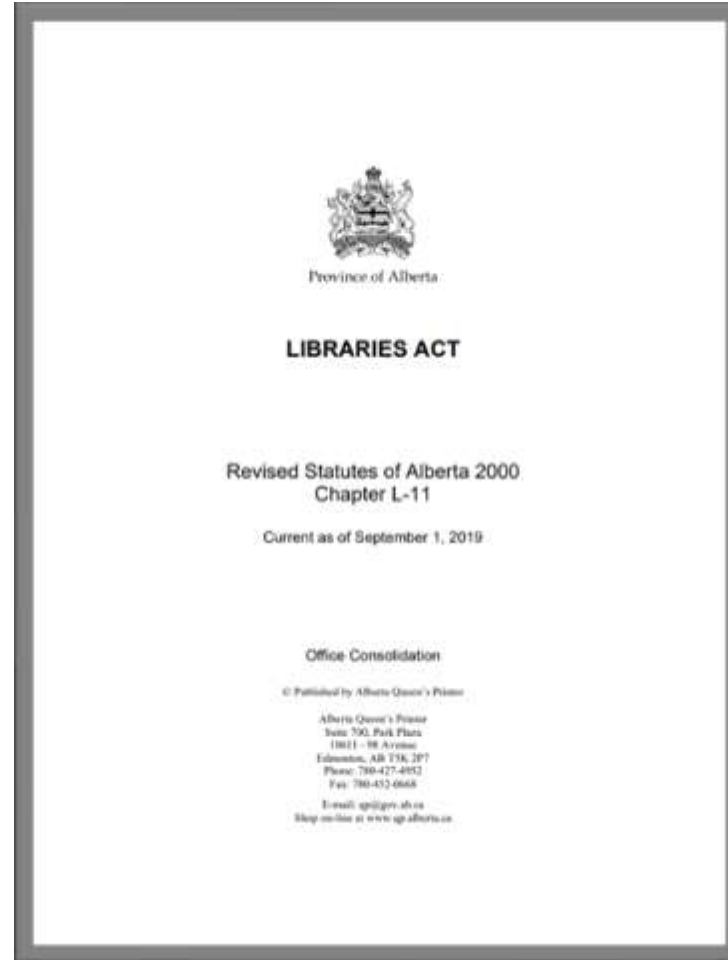 Province of Alberta
LIBRARIES ACT
Revised Statutes of Alberta 2000
Chapter L-11
Current as of September 1, 2019
Office Consolidation
© Published by Alberta Queen's Printer
Alberta Queen's Printer
Suite 700, Park Plaza
10611 - 98 Avenue
Edmonton, AB T5K 2P7
Phone: 780-427-4952
Fax: 780-452-0668
E-mail: qp@gov.ab.ca
Shop on-line at www.qp.alberta.ca